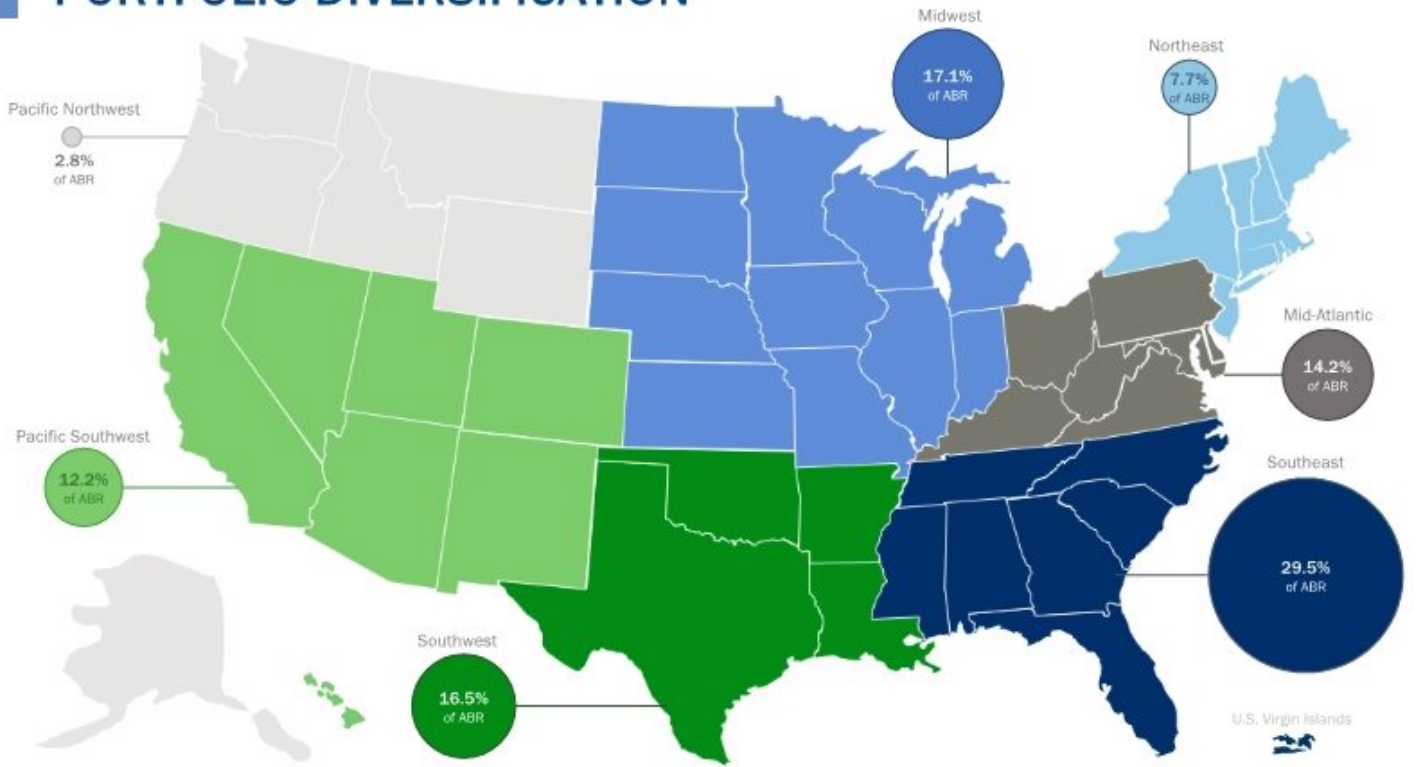 PORTFOLIO DIVERSIFICATION
Midwest
17.1%
of ABR
Northeast
7.7%
of ABR
Pacific Northwest
2.8%
of ABR
Mid-Atlantic
14.2%
of ABR
Pacific Southwest
12.2%
of ABR
Southeast
29.5%
of ABR
Southwest
16.5%
of ABR
U.S. Virgin Islands